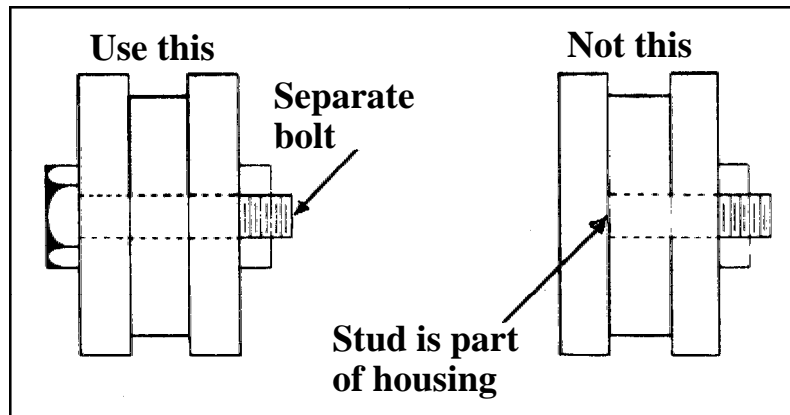 Use this
Not this
Separate
bolt
Stud is part
of housing